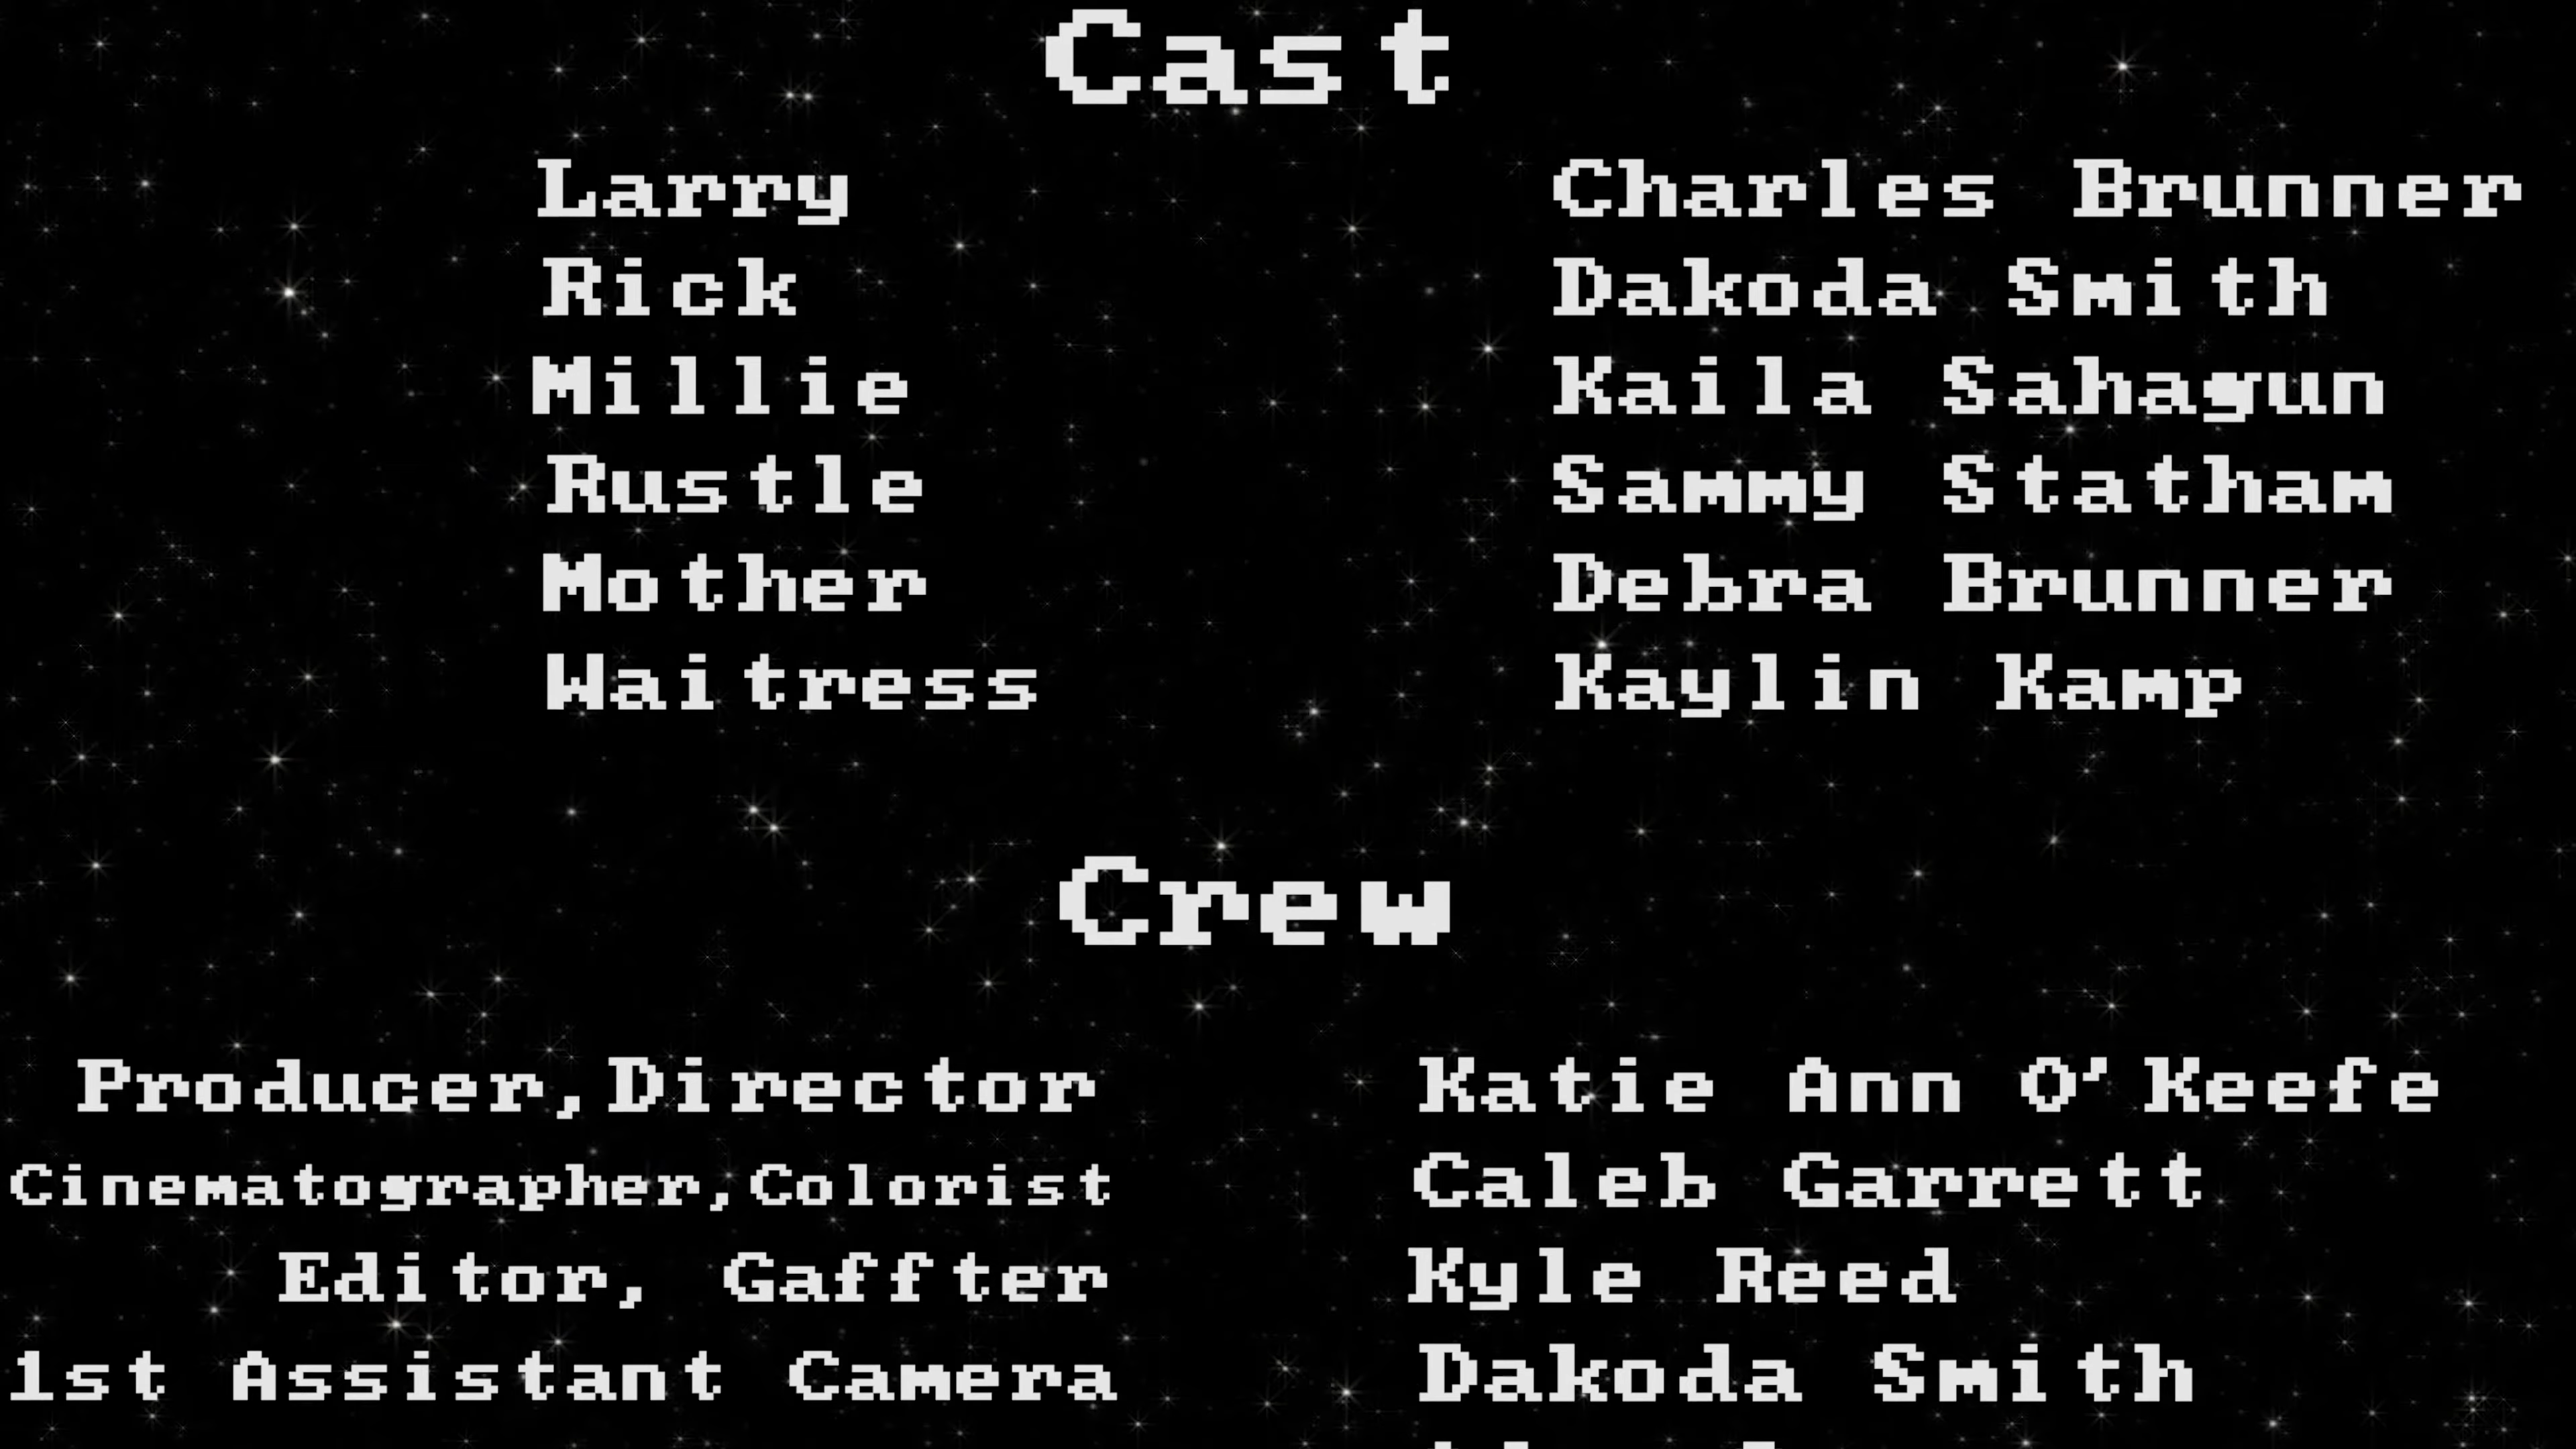 Cast
Larry Charles Brunner
Rick Dakoda Smith
Millie Kaila Sahagun
Rustle Sammy Statham
Mother Debra Brunner
Waitress Kaylin Kamp
Crew
Producer,Director Katie Ann O'Keefe
Cinematographer,Colorist Caleb Garrett
Editor, Gaffter Kyle Reed
1st Assistant Camera Dakoda Smith